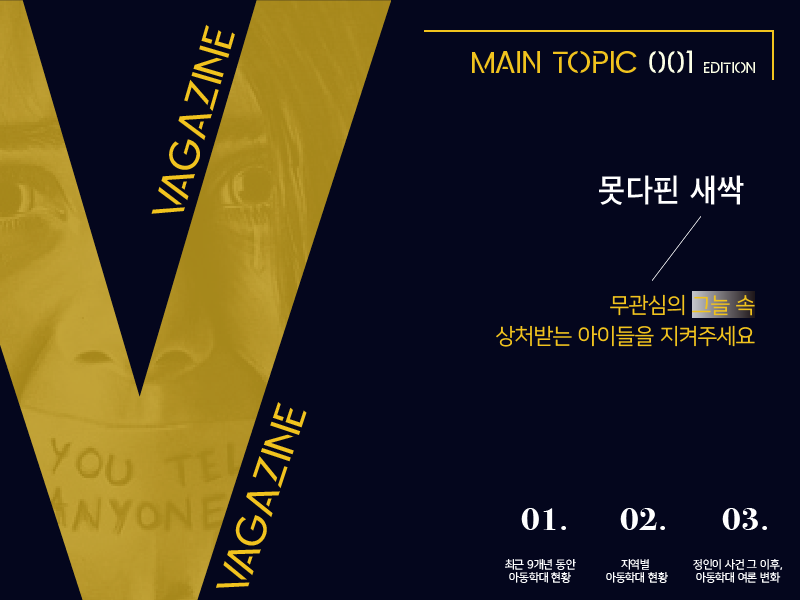 VAGAZINE
MAIN TOPIC 001 EDITION
못다핀 새싹
무관심의 그늘 속
상처받는 아이들을 지켜주세요
YOU TEL
ANYONE
VAGAZINE
01.
최근 9개년 동안
아동학대 현황
02.
지역별
아동학대 현황
03.
정인이 사건 그 이후,
아동학대 여론 변화